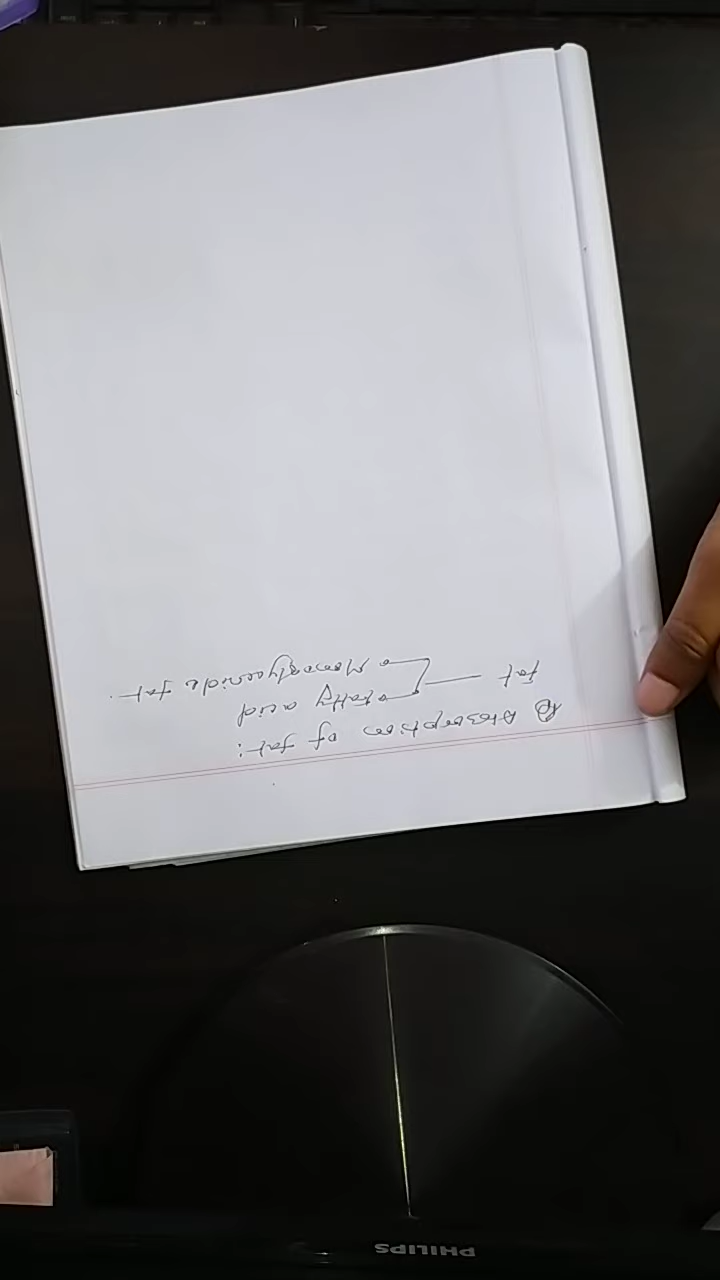 Absorption of fat:
fatty acid
fat
Monoglyceride fat.
PHILIPS